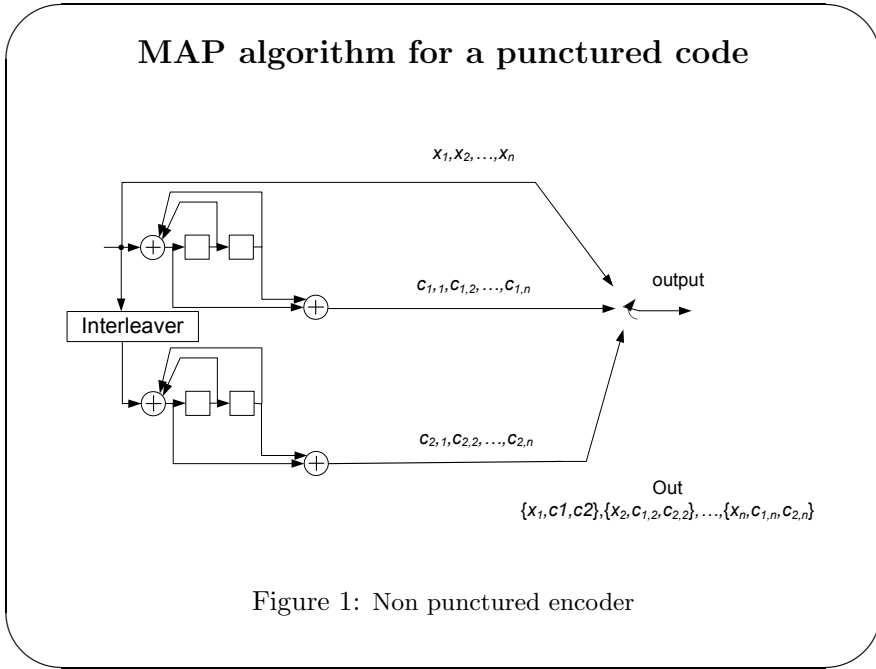 MAP algorithm for a punctured code
x1,x2,...,xn
output
c1,1,c1,2,...,c1,n
Interleaver
c2,1,c2,2,...,c2,n
Out
{x1,c1,c2},{x2,c1,2,c2,2},...,{xn,c1,n,c2,n}
Figure 1: Non punctured encoder